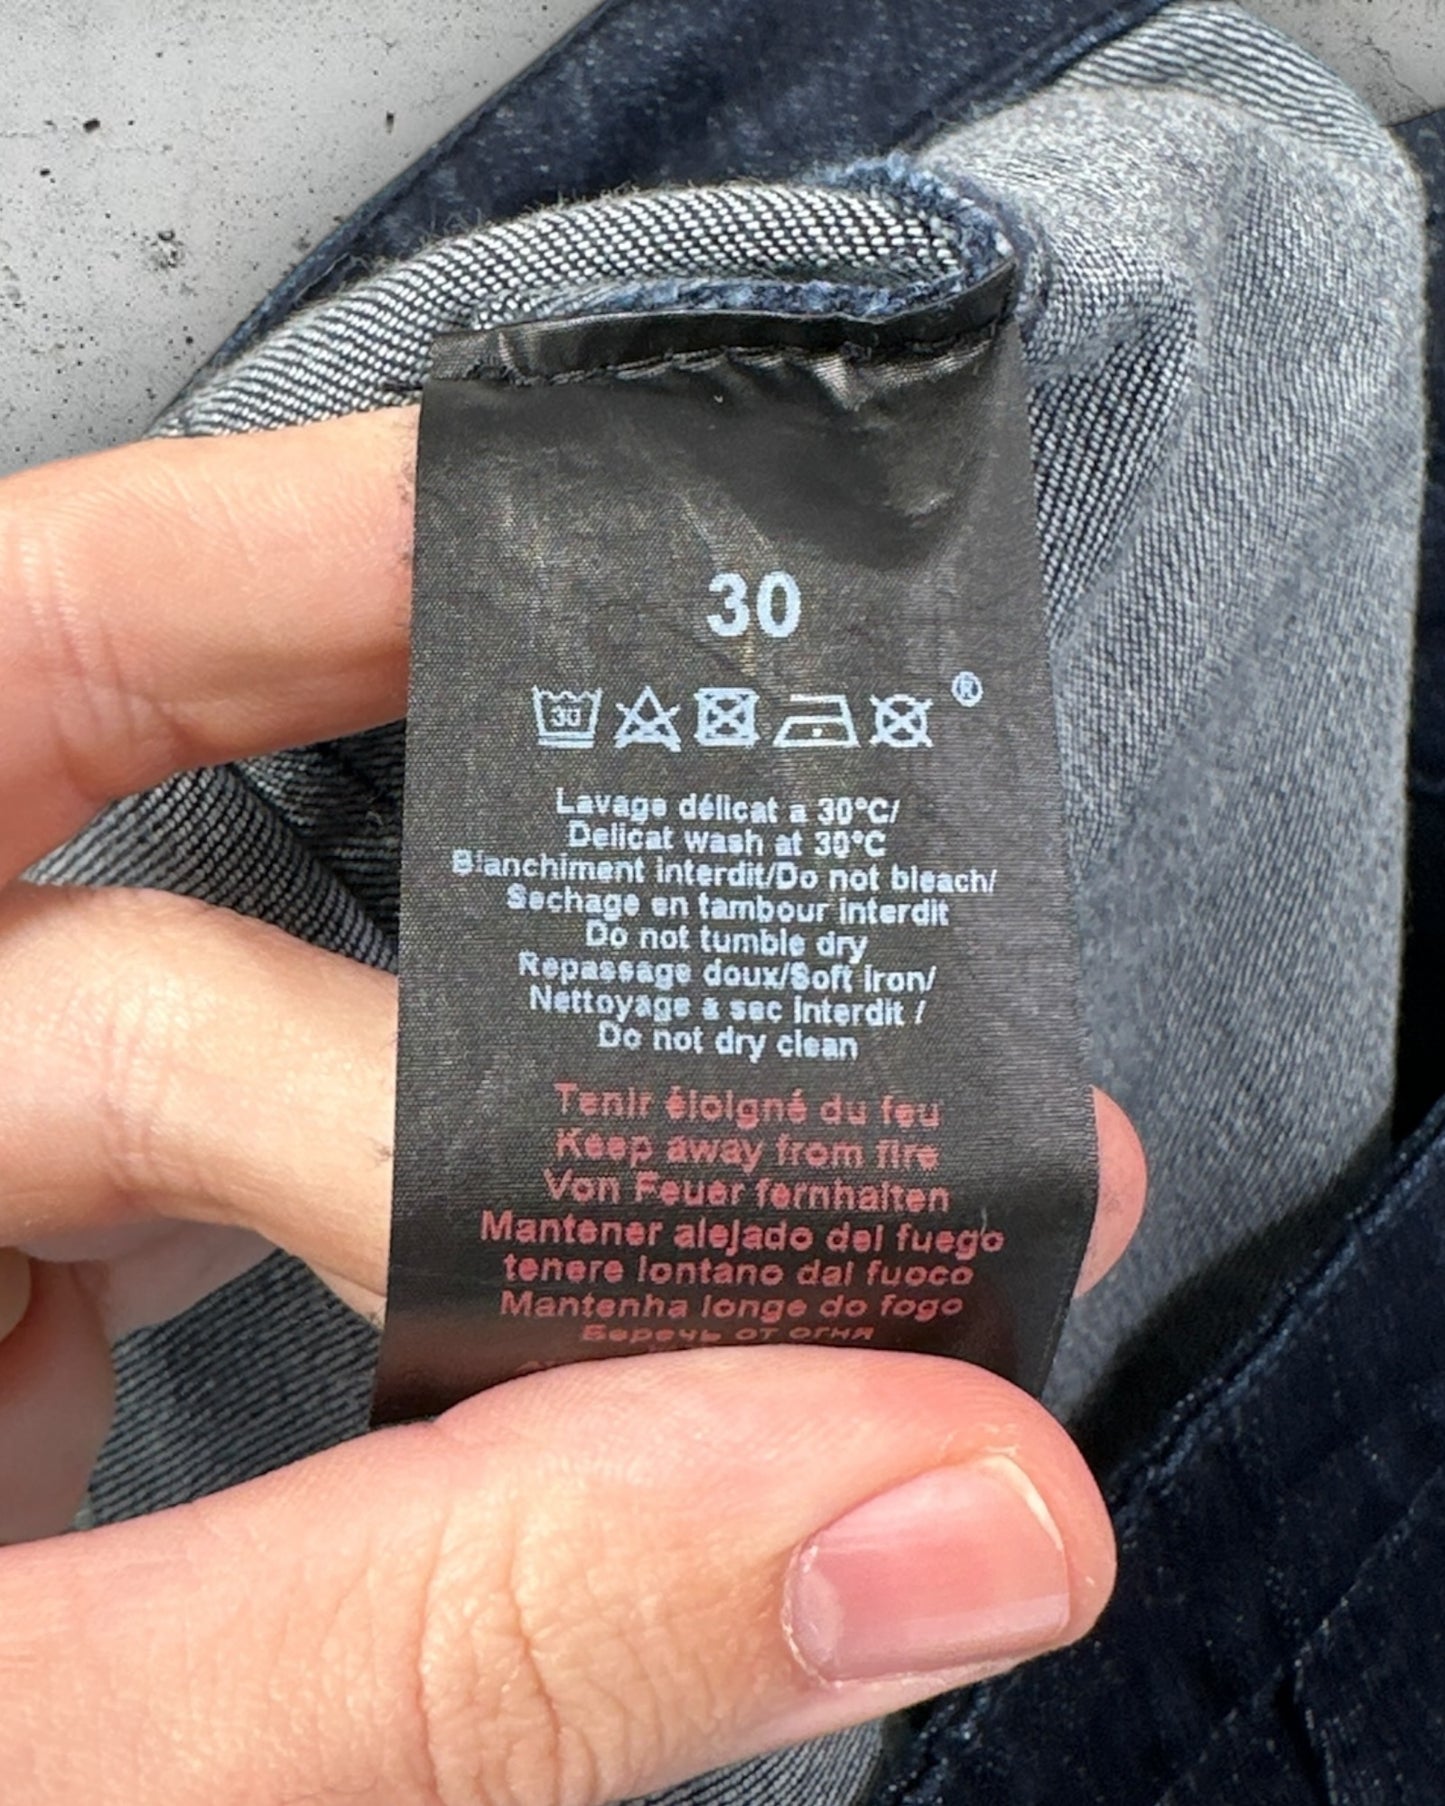 30
30
®
Lavage délicat a 30°C/
Delicat wash at 30°C
Blanchiment interdit/Do not bleach/
Sechage en tambour interdit
Do not tumble dry
Repassage doux/Soft iron/
Nettoyage à sec interdit /
Do not dry clean
Tenir éloigné du feu
Keep away from fire
Von Feuer fernhalten
Mantener alejado del fuego
tenere lontano dal fuoco
Mantenha longe do fogo
Беречь от огня